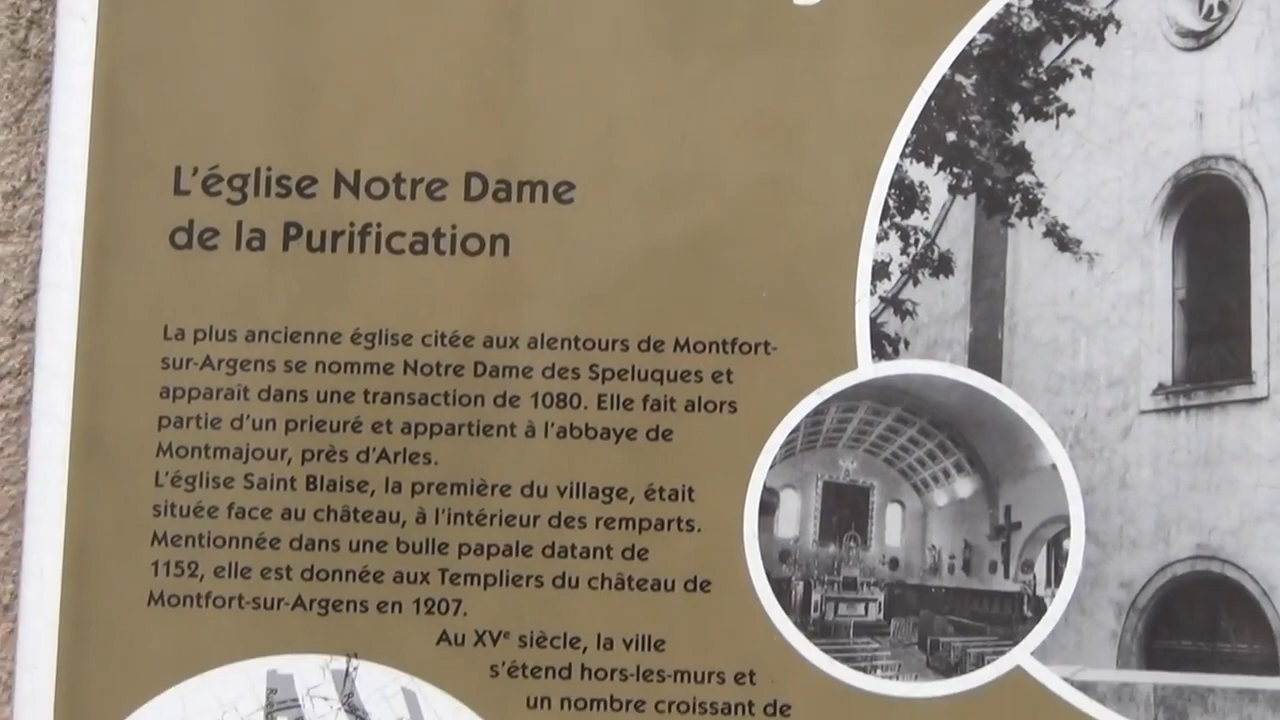 L'église Notre Dame
de la Purification
La plus ancienne église citée aux alentours de Montfort-
sur-Argens se nomme Notre Dame des Speluques et
apparaît dans une transaction de 1080. Elle fait alors
partie d'un prieuré et appartient à l'abbaye de
Montmajour, près d'Arles.
L'église Saint Blaise, la première du village, était
située face au château, à l'intérieur des remparts.
Mentionnée dans une bulle papale datant de
1152, elle est donnée aux Templiers du château de
Montfort-sur-Argens en 1207.
Au XVe siècle, la ville
s'étend hors-les-murs et
un nombre croissant de